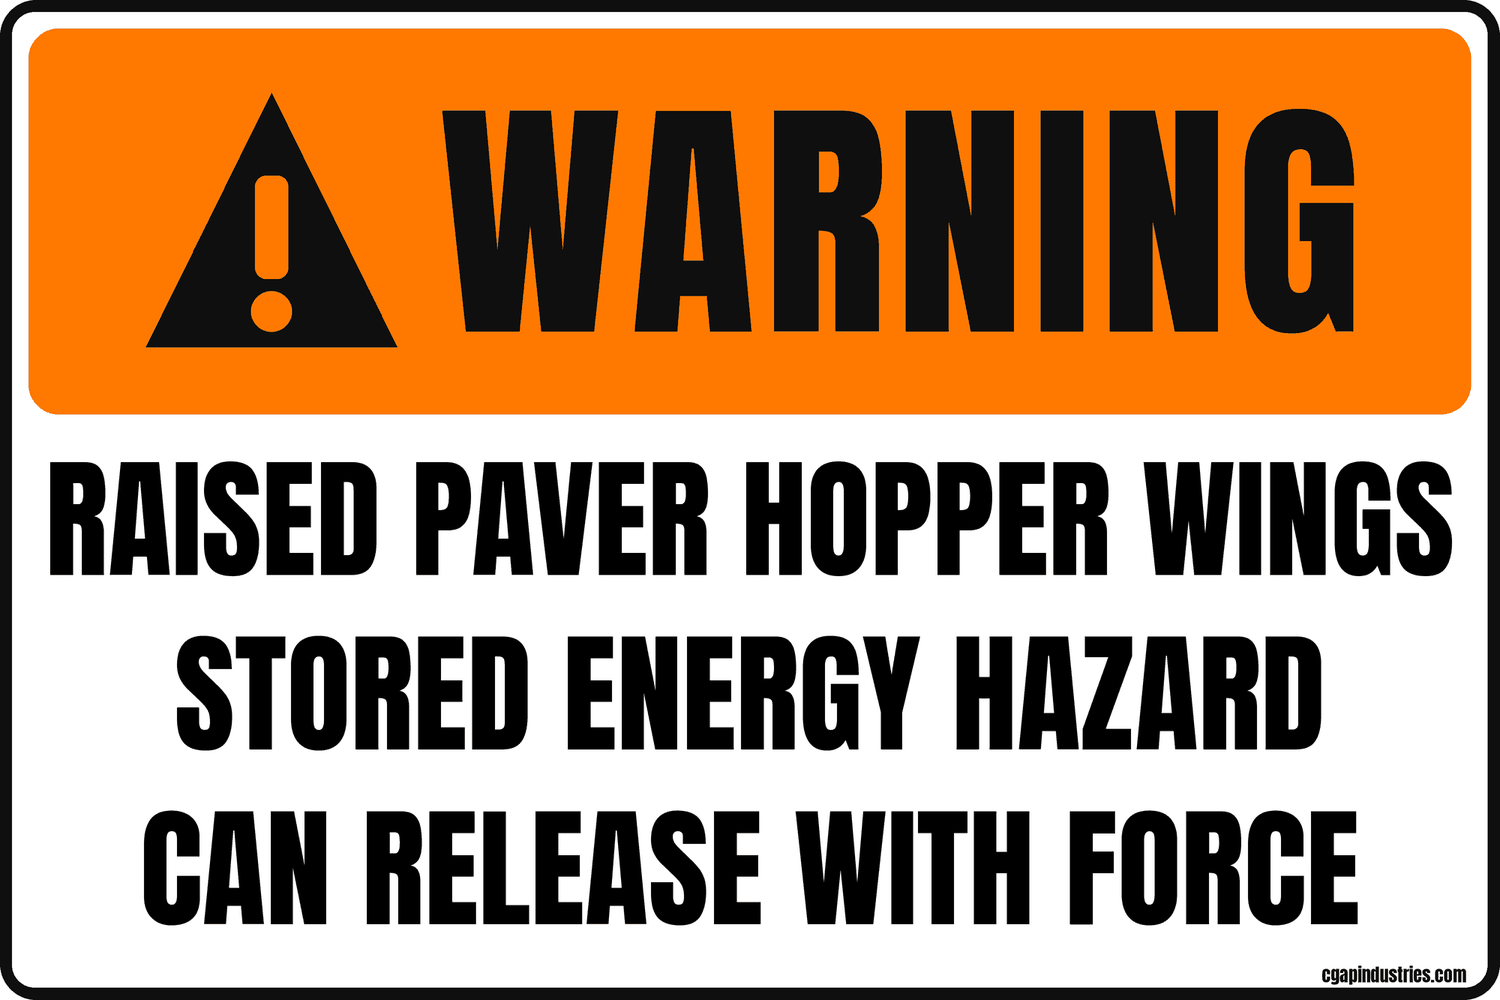 WARNING
RAISED PAVER HOPPER WINGS
STORED ENERGY HAZARD
CAN RELEASE WITH FORCE
cgapindustries.com